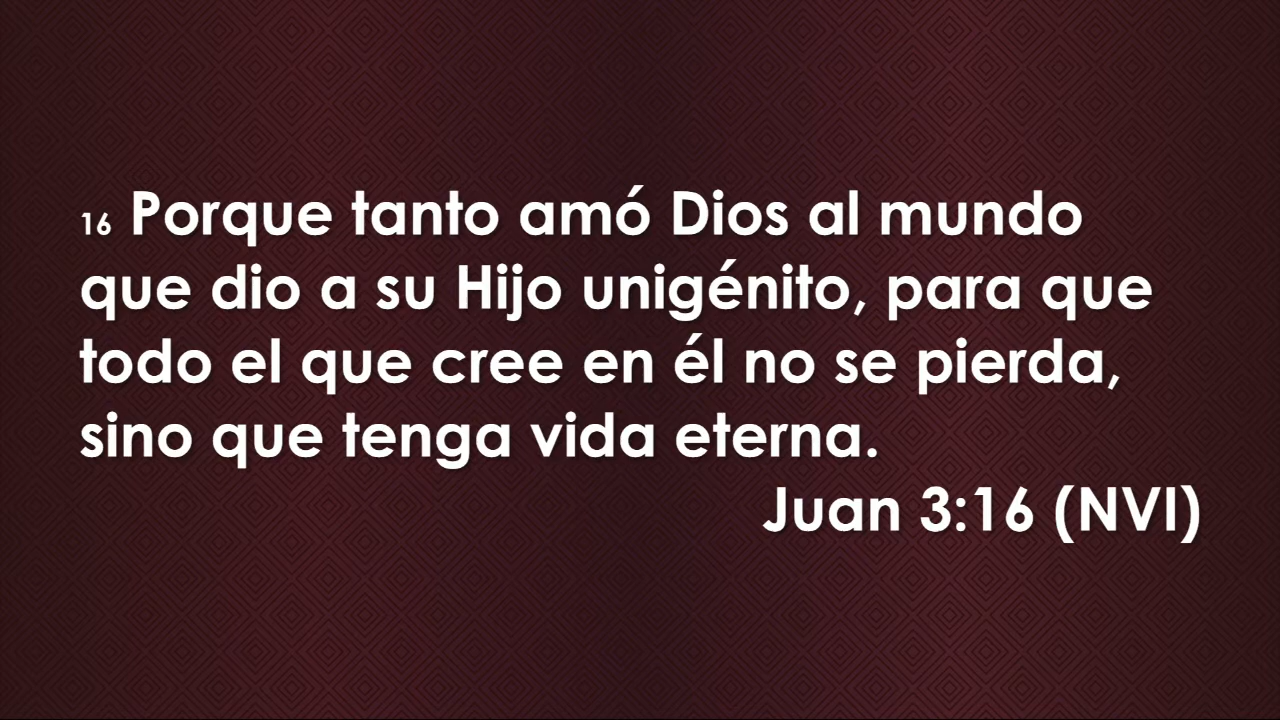 16 Porque tanto amó Dios al mundo
que dio a su Hijo unigénito, para que
todo el que cree en él no se pierda,
sino que tenga vida eterna.
Juan 3:16 (NVI)